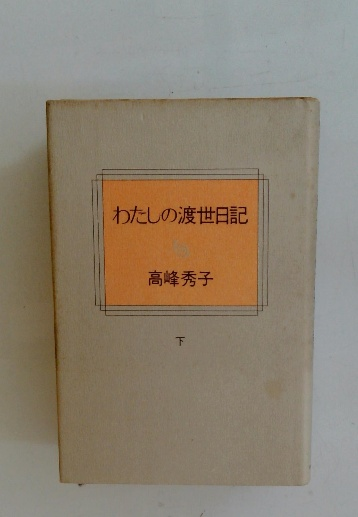 わたしの渡世日記
高峰秀子
下